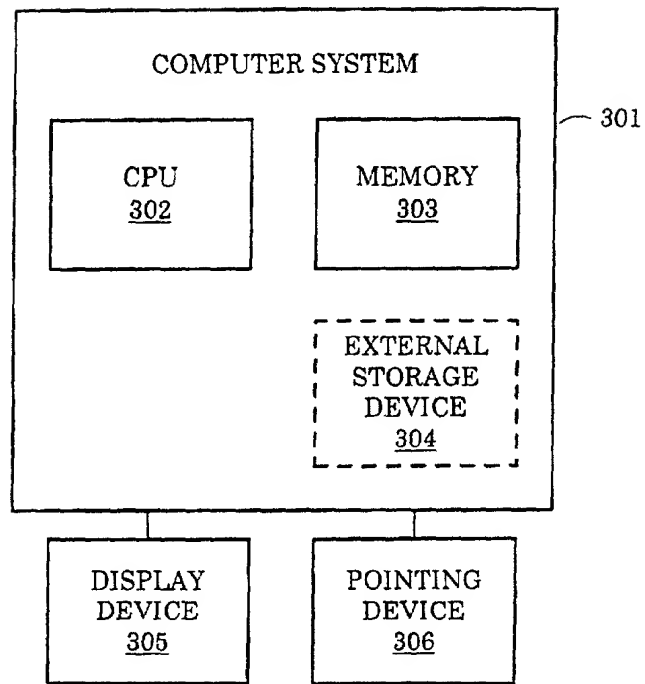 COMPUTER SYSTEM
301
CPU
302
MEMORY
303
EXTERNAL
STORAGE
DEVICE
304
DISPLAY
DEVICE
305
POINTING
DEVICE
306